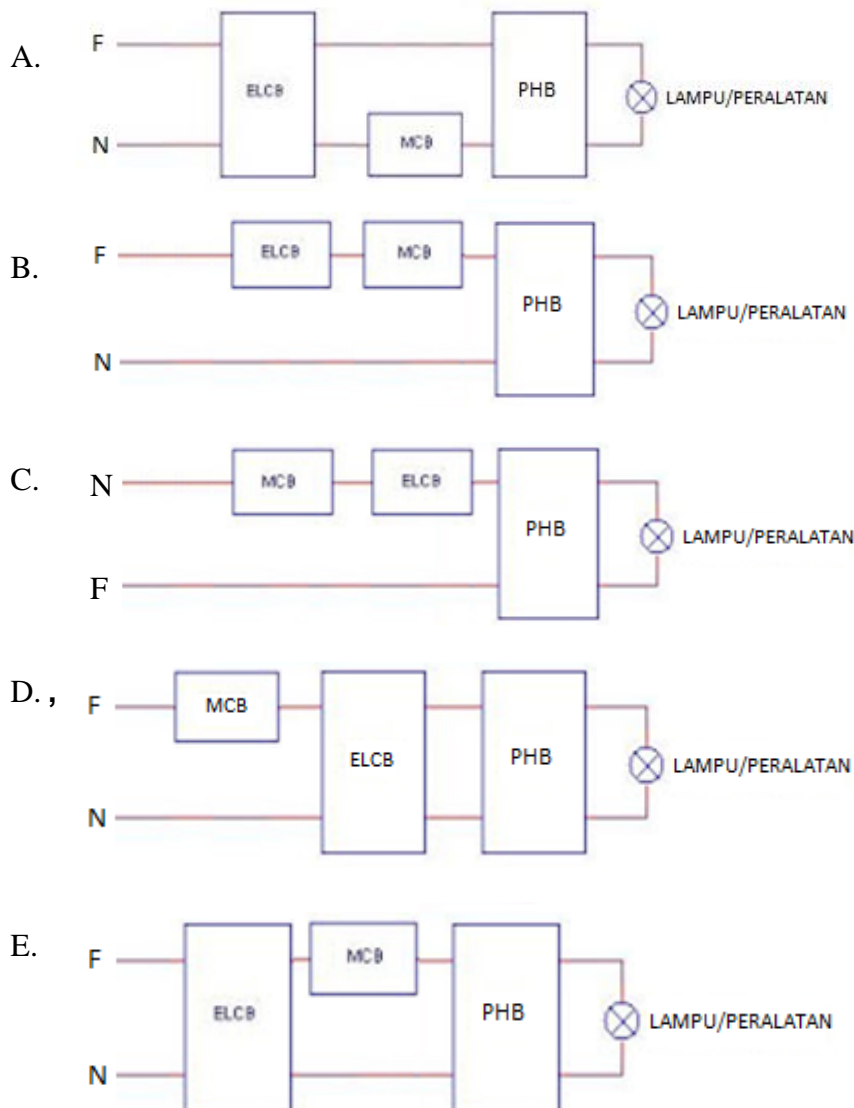 A.
F
ELCB
PHB
LAMPU/PERALATAN
N
MCB
B.
F
ELCB
MCB
PHB
LAMPU/PERALATAN
N
C.
N
MCB
ELCB
PHB
LAMPU/PERALATAN
F
D. ,
F
MCB
ELCB
PHB
LAMPU/PERALATAN
N
E.
F
MCB
ELCB
PHB
LAMPU/PERALATAN
N